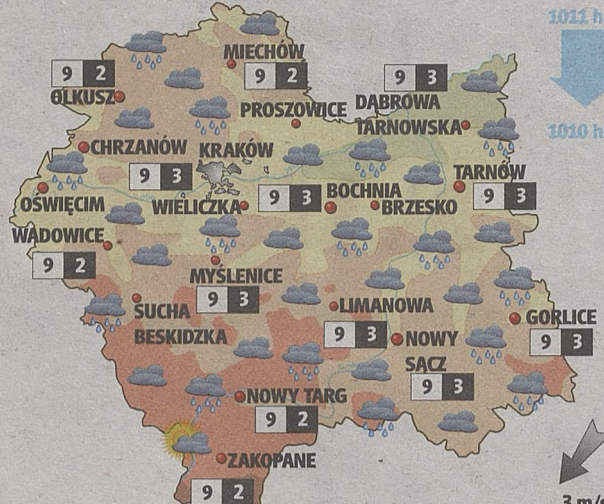 1011 h
MIECHÓW
9 2
9 2
9 3
OLKUSZ
PROSZOWICE
DĄBROWA
TARNOWSKA
1010 h
CHRZANÓW
KRAKÓW
9 3
TARNÓW
9 3
BOCHNIA
9 3
OŚWIĘCIM
WIELICZKA
BRZESKO
WADOWICE
9 2
MYŚLENICE
9 3
SUCHA
BESKIDZKA
LIMANOWA
GORLICE
9 3
NOWY
SĄCZ
9 3
9 3
NOWY TARG
9 2
ZAKOPANE
9 2
3 m/s